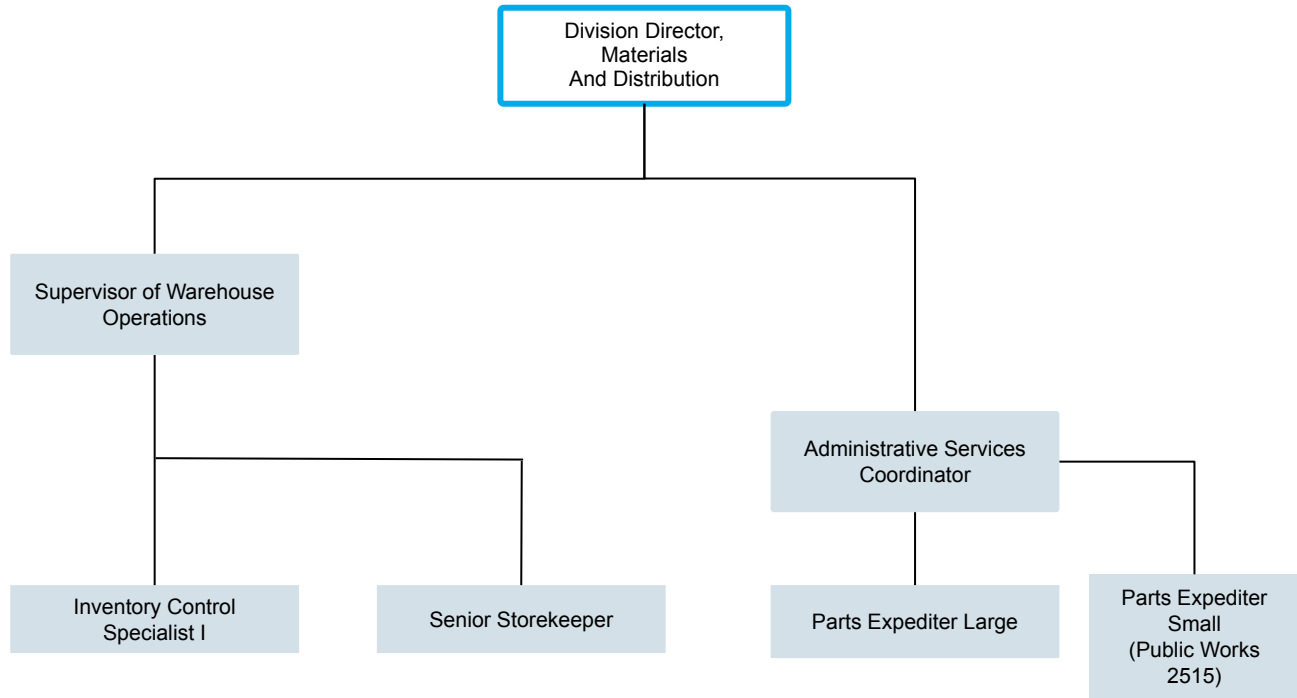 Division Director,
Materials
And Distribution
Supervisor of Warehouse
Operations
Administrative Services
Coordinator
Inventory Control
Specialist I
Senior Storekeeper
Parts Expediter Large
Parts Expediter
Small
(Public Works
2515)